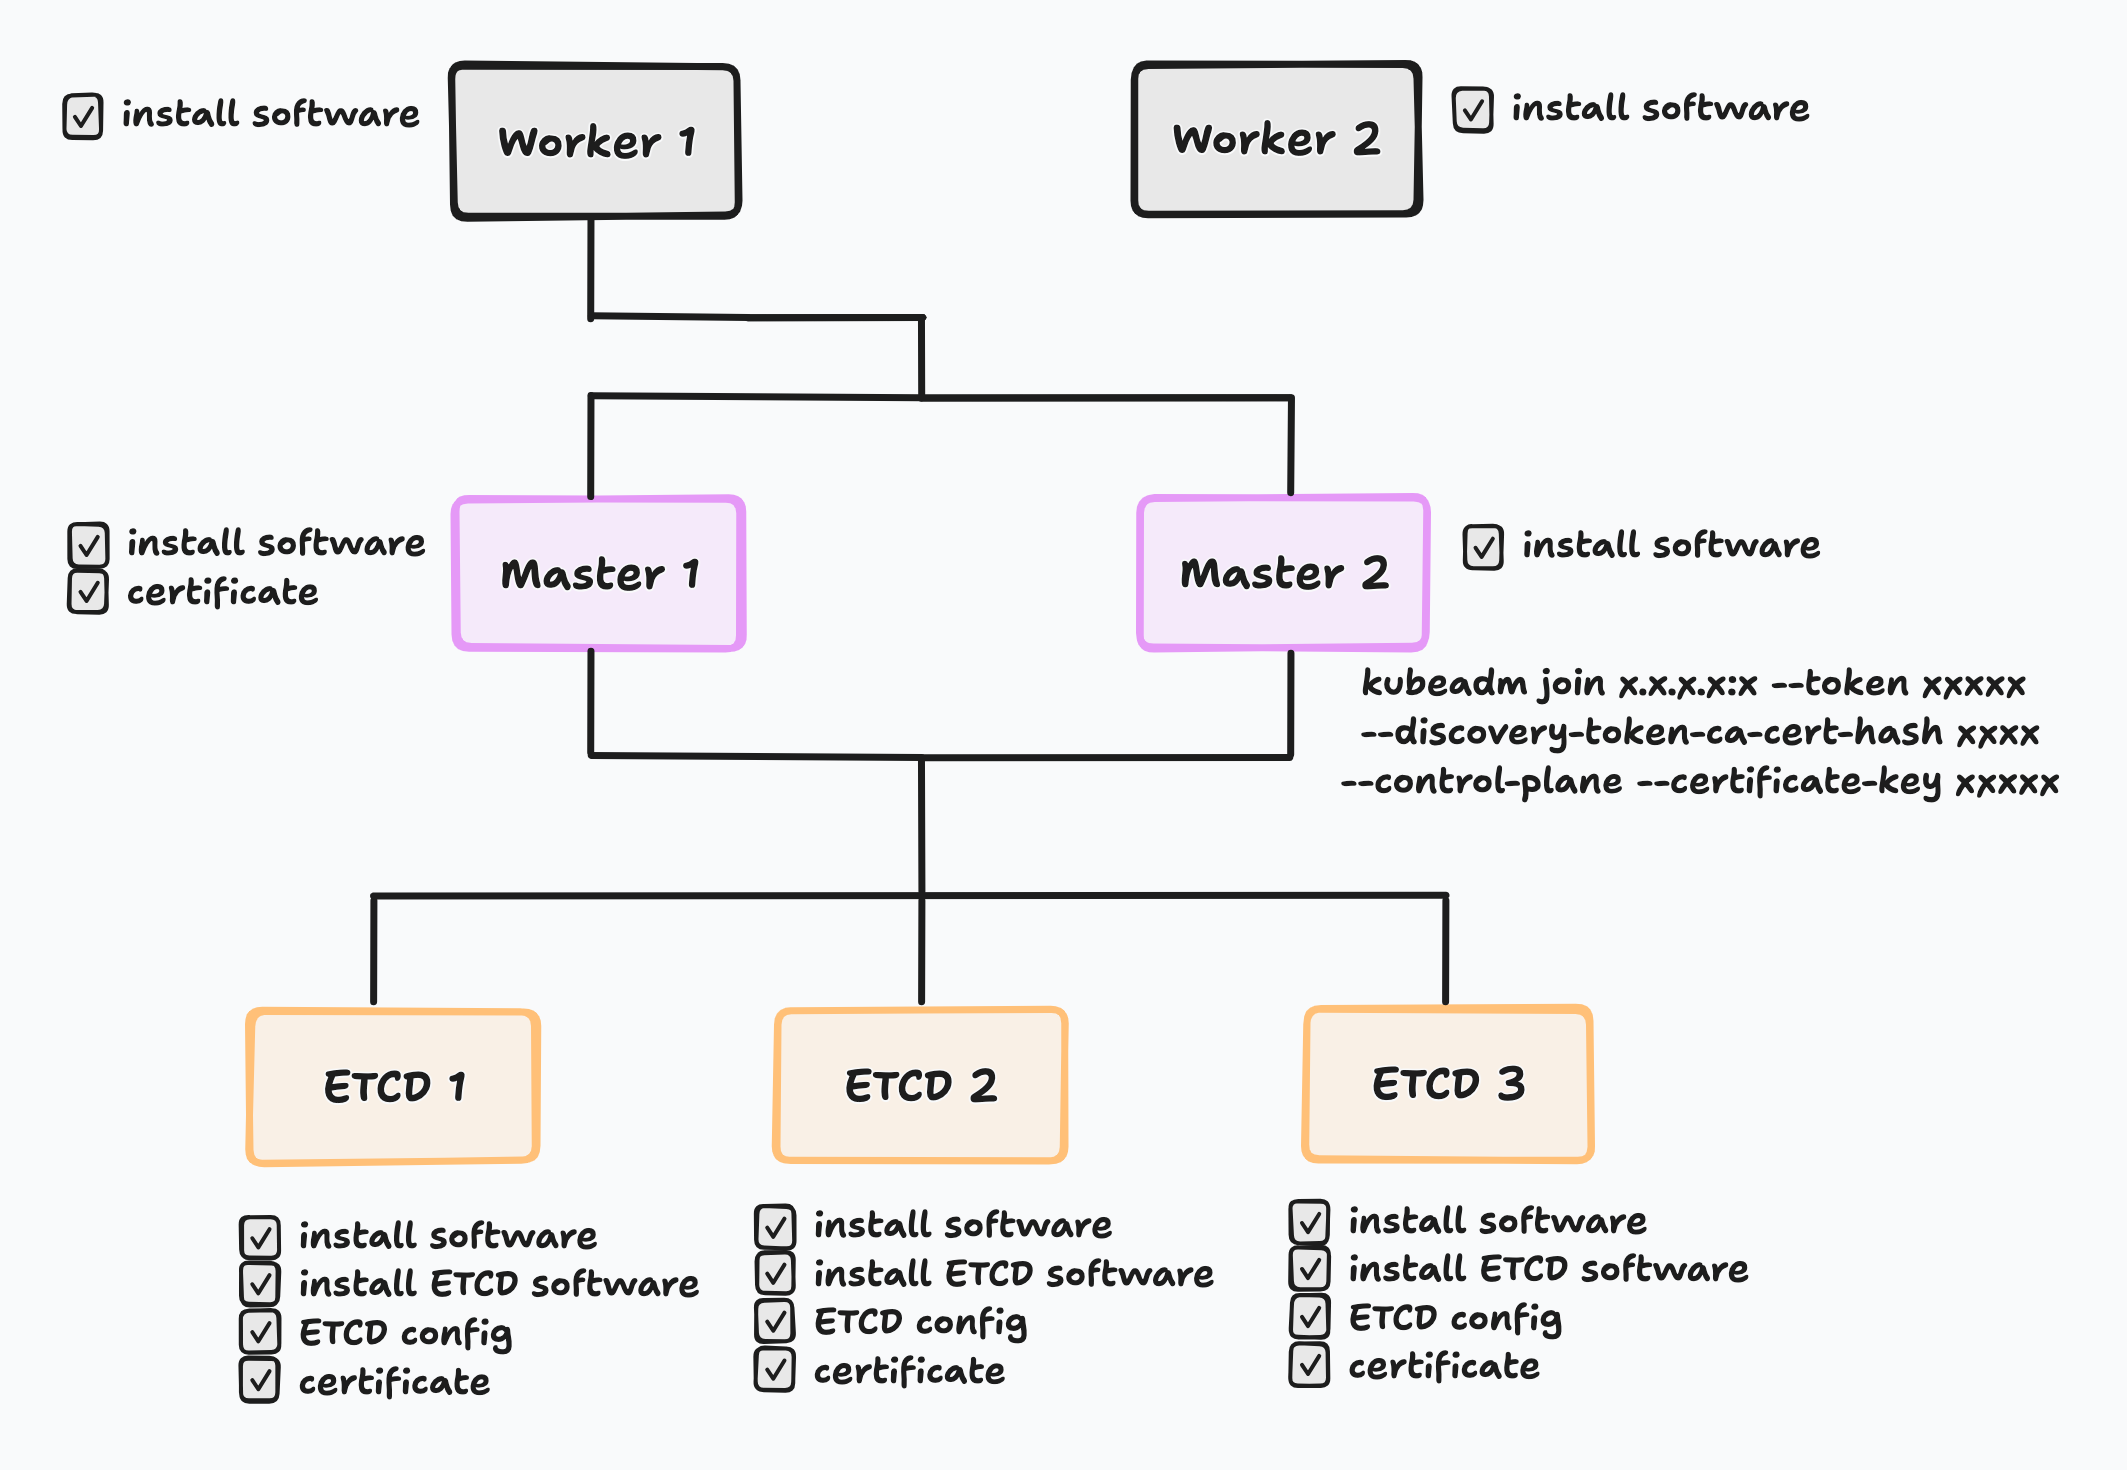 install software
Worker 1
Worker 2
install software
install software
certificate
Master 1
Master 2
install software
kubeadm join x.x.x.x:x --token xxxxx
--discovery-token-ca-cert-hash xxxx
--control-plane --certificate-key xxxxx
ETCD 1
ETCD 2
ETCD 3
install software
install ETCD software
ETCD config
certificate
install software
install ETCD software
ETCD config
certificate
install software
install ETCD software
ETCD config
certificate